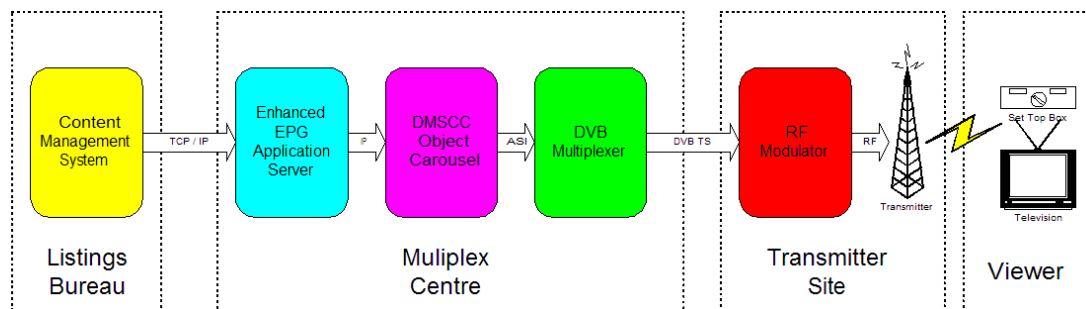 Content
Management
System
TCP / IP
Enhanced
EPG
Application
Server
IP
DMSCC
Object
Carousel
ASI
DVB
Multiplexer
DVB TS
RF
Modulator
RF
Transmitter
Set Top Box
Television
Listings
Bureau
Muliplex
Centre
Transmitter
Site
Viewer